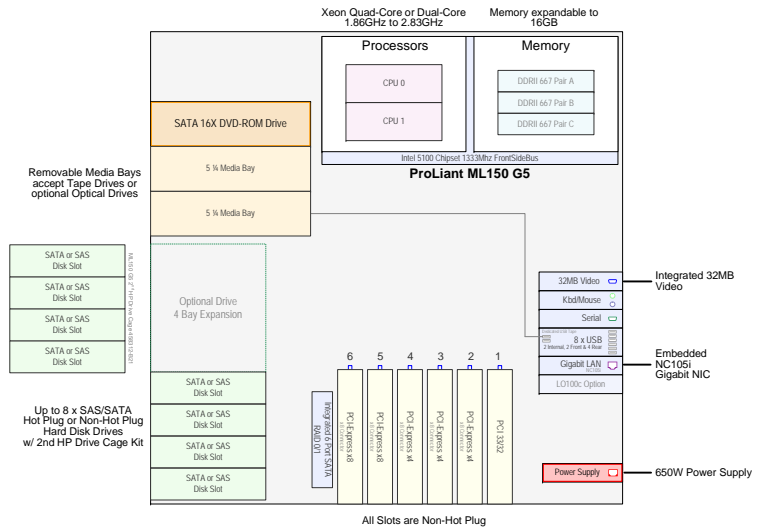 Xeon Quad-Core or Dual-Core
1.86GHz to 2.83GHz
Memory expandable to
16GB
Processors
Memory
CPU 0
CPU 1
DDRII 667 Pair A
DDRII 667 Pair B
DDRII 667 Pair C
Intel 5100 Chipset 1333Mhz FrontSideBus
ProLiant ML150 G5
SATA 16X DVD-ROM Drive
5 ¼ Media Bay
5 ¼ Media Bay
Removable Media Bays
accept Tape Drives or
optional Optical Drives
SATA or SAS
Disk Slot
SATA or SAS
Disk Slot
SATA or SAS
Disk Slot
SATA or SAS
Disk Slot
Optional Drive
4 Bay Expansion
SATA or SAS
Disk Slot
SATA or SAS
Disk Slot
SATA or SAS
Disk Slot
SATA or SAS
Disk Slot
Up to 8 x SAS/SATA
Hot Plug or Non-Hot Plug
Hard Disk Drives
w/ 2nd HP Drive Cage Kit
Integrated 6 Port SATA
RAID 0/1
6
5
4
3
2
1
PCI-Express x8
PCI-Express x8
PCI-Express x4
PCI-Express x4
PCI-Express x4
PCI 33/32
32MB Video
Kbd/Mouse
Serial
8 x USB
2 Internal, 2 Front & 4 Rear
Gigabit LAN
NC105i
LO100c Option
Power Supply
Integrated 32MB
Video
Embedded
NC105i
Gigabit NIC
650W Power Supply
All Slots are Non-Hot Plug